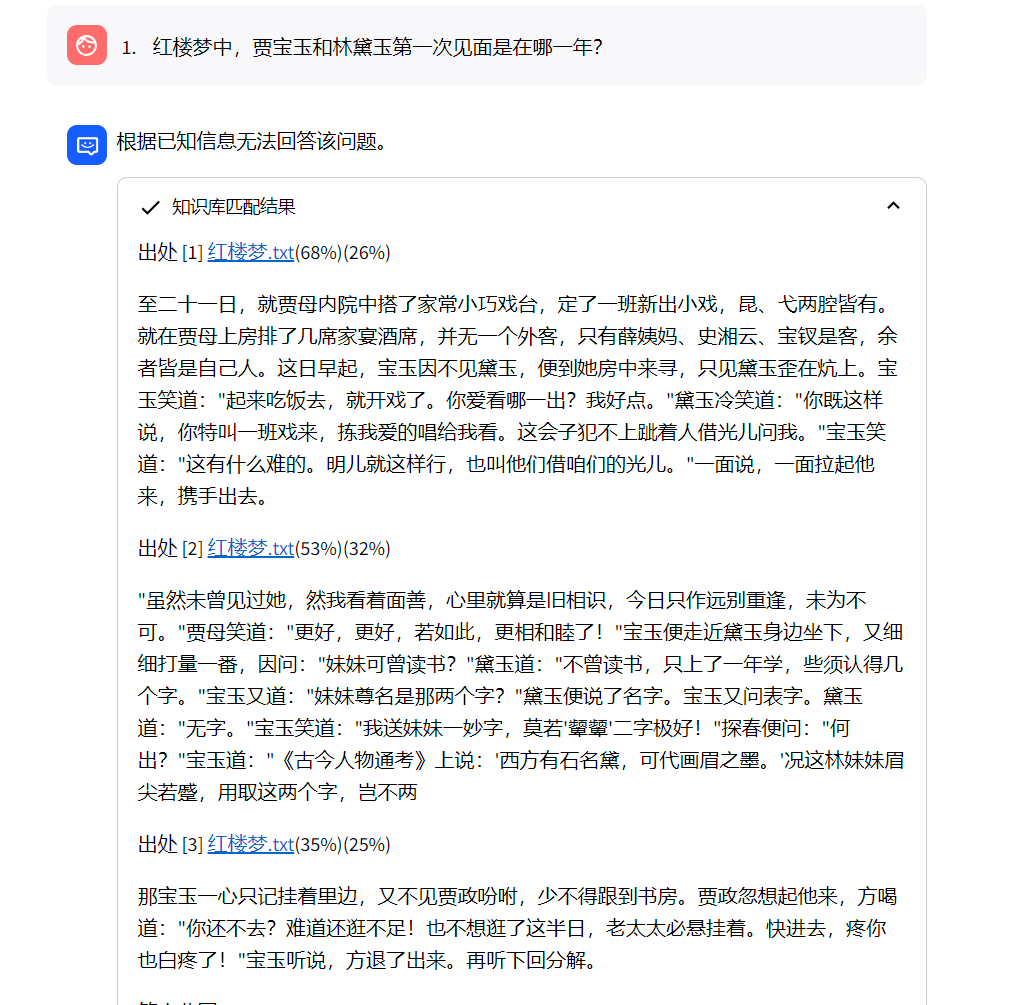 1. 红楼梦中，贾宝玉和林黛玉第一次见面是在哪一年？
根据已知信息无法回答该问题。
知识库匹配结果
出处 [1] 红楼梦.txt(68%)(26%)
至二十一日，就贾母内院中搭了家常小巧戏台，定了一班新出小戏，昆、弋两腔皆有。
就在贾母上房排了几席家宴酒席，并无一个外客，只有薛姨妈、史湘云、宝钗是客，余
者皆是自己人。这日早起，宝玉因不见黛玉，便到她房中来寻，只见黛玉歪在炕上。宝
玉笑道："起来吃饭去，就开戏了。你爱看哪一出？我好点。"黛玉冷笑道："你既这样
说，你特叫一班戏来，拣我爱的唱给我看。这会子犯不上跐着人借光儿问我。"宝玉笑
道："这有什么难的。明儿就这样行，也叫他们借咱们的光儿。"一面说，一面拉起他
来，携手出去。
出处 [2] 红楼梦.txt(53%)(32%)
"虽然未曾见过她，然我看着面善，心里就算是旧相识，今日只作远别重逢，未为不
可。"贾母笑道："更好，更好，若如此，更相和睦了！"宝玉便走近黛玉身边坐下，又细
细打量一番，因问："妹妹可曾读书？"黛玉道："不曾读书，只上了一年学，些须认得几
个字。"宝玉又道："妹妹尊名是那两个字？"黛玉便说了名字。宝玉又问表字。黛玉
道："无字。"宝玉笑道："我送妹妹一妙字，莫若'颦颦'二字极好！"探春便问："何
出？"宝玉道："《古今人物通考》上说：'西方有石名黛，可代画眉之墨。'况这林妹妹眉
尖若蹙，用取这两个字，岂不两
出处 [3] 红楼梦.txt(35%)(25%)
那宝玉一心只记挂着里边，又不见贾政吩咐，少不得跟到书房。贾政忽想起他来，方喝
道："你还不去？难道还逛不足！也不想逛了这半日，老太太必悬挂着。快进去，疼你
也白疼了！"宝玉听说，方退了出来。再听下回分解。